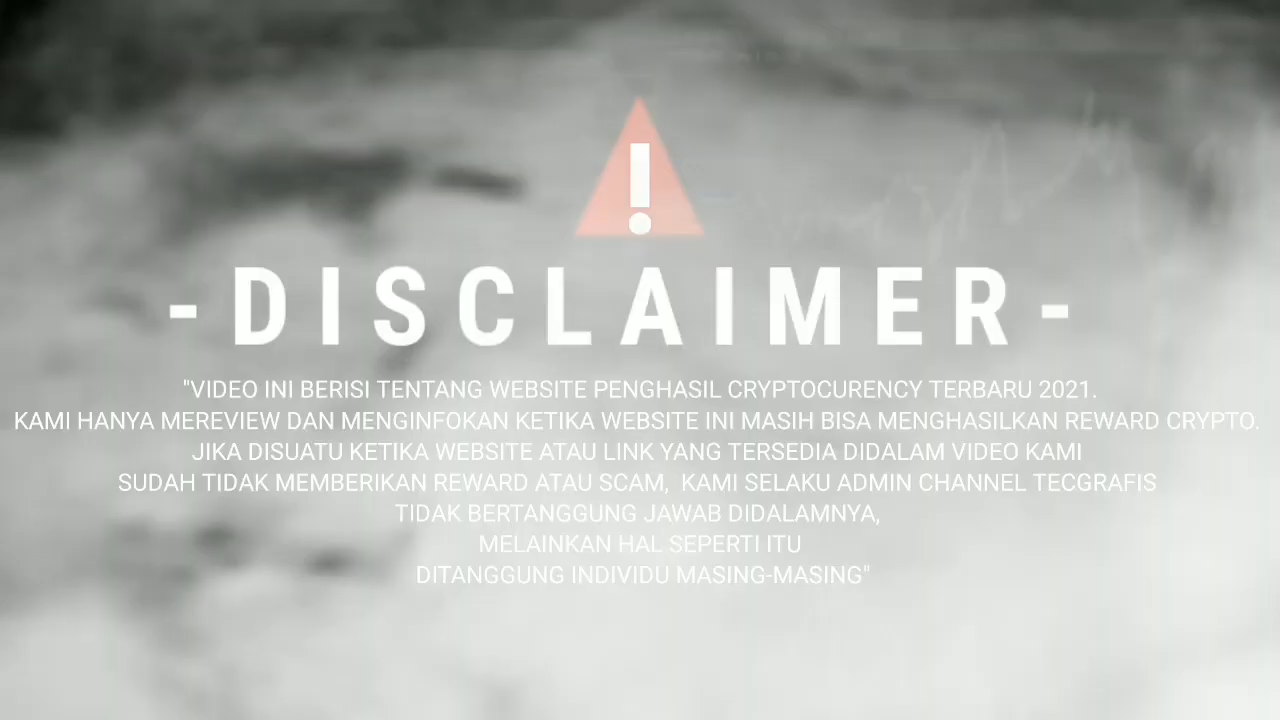 !
- DISCLAIMER -
"VIDEO INI BERISI TENTANG WEBSITE PENGHASIL CRYPTOCURENCY TERBARU 2021.
KAMI HANYA MEREVIEW DAN MENGINFOKAN KETIKA WEBSITE INI MASIH BISA MENGHASILKAN REWARD CRYPTO.
JIKA DISUATU KETIKA WEBSITE ATAU LINK YANG TERSEDIA DIDALAM VIDEO KAMI
SUDAH TIDAK MEMBERIKAN REWARD ATAU SCAM, KAMI SELAKU ADMIN CHANNEL TECGRAFIS
TIDAK BERTANGGUNG JAWAB DIDALAMNYA,
MELAINKAN HAL SEPERTI ITU
DITANGGUNG INDIVIDU MASING-MASING"